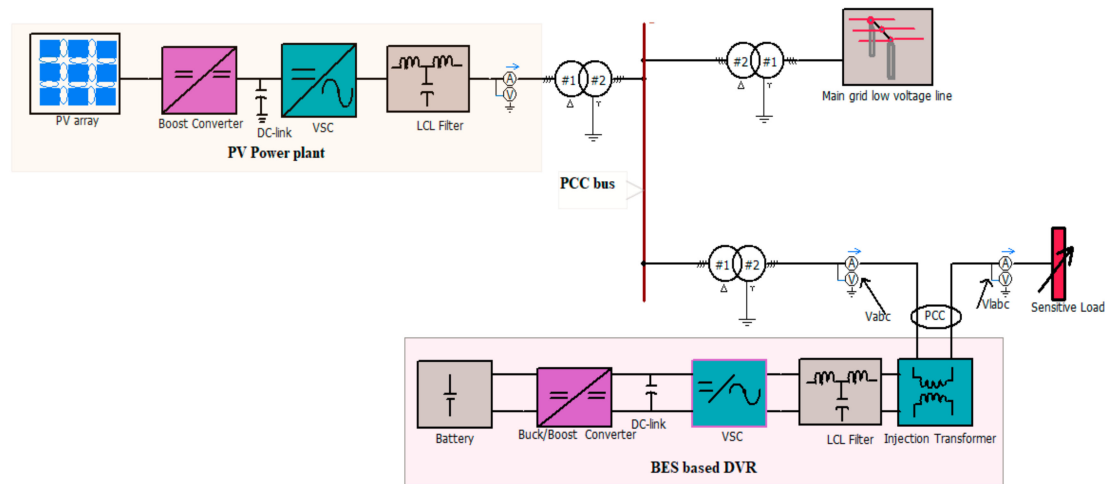 PV array
Boost Converter
DC-link
VSC
LCL Filter
A
V
#1
#2
Δ
Y
PV Power plant
#2
#1
Δ
Y
Main grid low voltage line
PCC bus
#1
#2
Δ
Y
A
V
Vabc
PCC
A
V
Vlabc
Sensitive Load
Battery
Buck/Boost Converter
DC-link
VSC
LCL Filter
Injection Transformer
BES based DVR